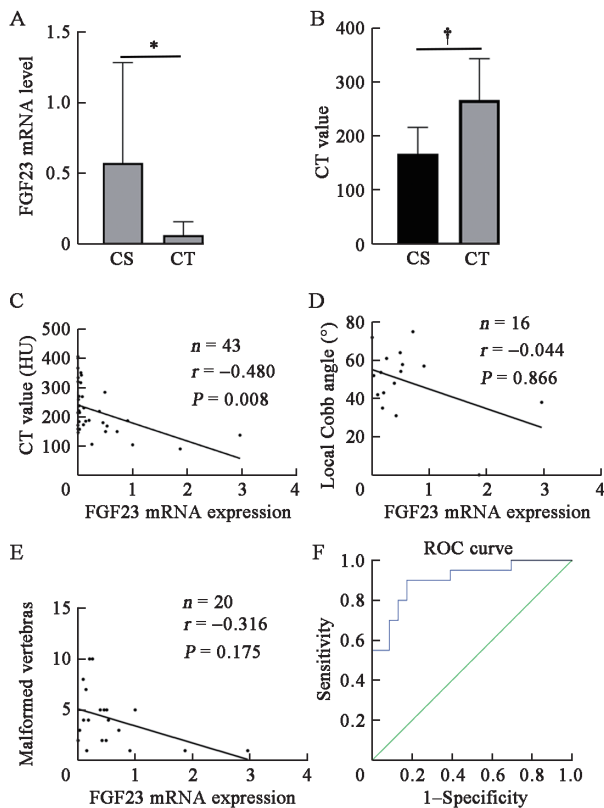 A
FGF23 mRNA level
1.5
1.0
0.5
0
*
CS
CT
B
CT value
400
300
200
100
0
†
CS
CT
C
CT value (HU)
500
400
300
200
100
0
1
2
3
4
n = 43
r = −0.480
P = 0.008
FGF23 mRNA expression
D
Local Cobb angle (°)
80
60
40
20
0
1
2
3
4
n = 16
r = −0.044
P = 0.866
FGF23 mRNA expression
E
Malformed vertebras
15
10
5
0
0
1
2
3
4
n = 20
r = −0.316
P = 0.175
FGF23 mRNA expression
F
ROC curve
Sensitivity
1.0
0.8
0.6
0.4
0.2
0
0.2
0.4
0.6
0.8
1.0
1–Specificity